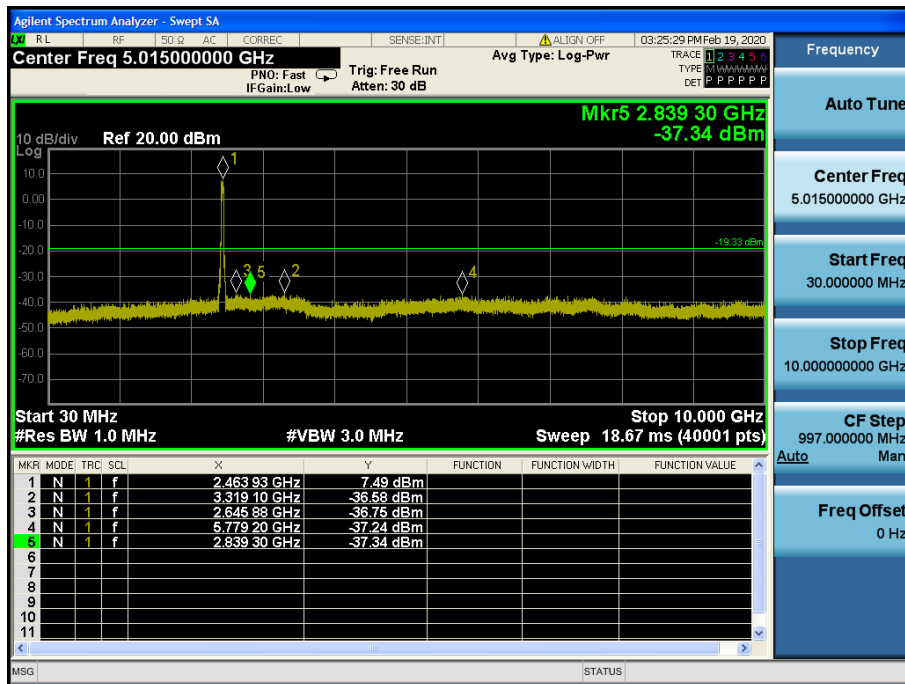 Agilent Spectrum Analyzer - Swept SA
LXI RL RF 50 Ω AC CORREC SENSE:INT ALIGN OFF 03:25:29 PM Feb 19, 2020
Center Freq 5.015000000 GHz
PNO: Fast
IFGain:Low
Trig: Free Run
Atten: 30 dB
Avg Type: Log-Pwr
TRACE 1 2 3 4 5 6
TYPE M W W W W W
DET P P P P P P
Mkr5 2.839 30 GHz
-37.34 dBm
10 dB/div Ref 20.00 dBm
Log
10.0
0.00
-10.0
-20.0
-30.0
-40.0
-50.0
-60.0
-70.0
1
3 5 2
4
-19.33 dBm
Start 30 MHz Stop 10.000 GHz
#Res BW 1.0 MHz #VBW 3.0 MHz Sweep 18.67 ms (40001 pts)
MKR MODE TRC SCL X Y FUNCTION FUNCTION WIDTH FUNCTION VALUE
1 N 1 f 2.463 93 GHz 7.49 dBm
2 N 1 f 3.319 10 GHz -36.58 dBm
3 N 1 f 2.645 88 GHz -36.75 dBm
4 N 1 f 5.779 20 GHz -37.24 dBm
5 N 1 f 2.839 30 GHz -37.34 dBm
6
7
8
9
10
11
MSG STATUS
Frequency
Auto Tune
Center Freq
5.015000000 GHz
Start Freq
30.000000 MHz
Stop Freq
10.000000000 GHz
CF Step
997.000000 MHz
Auto Man
Freq Offset
0 Hz